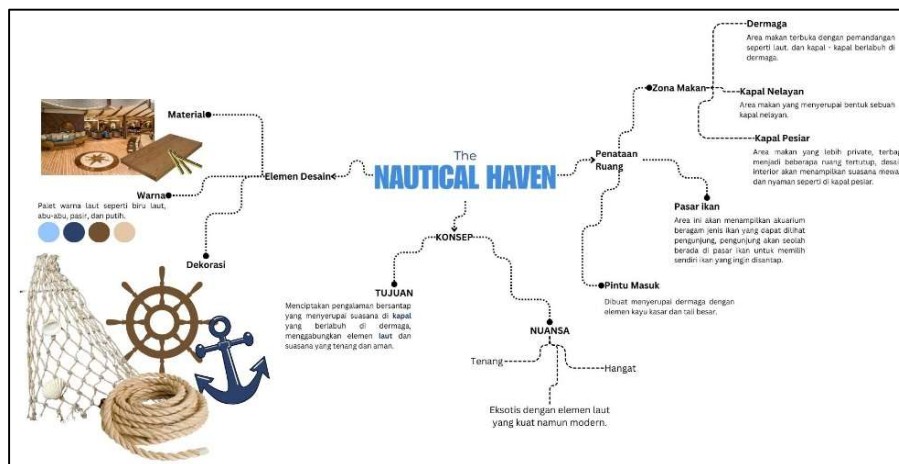 The
NAUTICAL HAVEN
Elemen Desain
Material
Warna
Palet warna laut seperti biru laut,
abu-abu, pasir, dan putih.
Dekorasi
KONSEP
TUJUAN
Menciptakan pengalaman bersantap
yang menyerupai suasana di kapal
yang berlabuh di dermaga,
menggabungkan elemen laut dan
suasana yang tenang dan aman.
NUANSA
Tenang
Hangat
Eksotis dengan elemen laut
yang kuat namun modern.
Penataan
Ruang
Zona Makan
Dermaga
Area makan terbuka dengan pemandangan
seperti laut. dan kapal - kapal berlabuh di
dermaga.
Kapal Nelayan
Area makan yang menyerupai bentuk sebuah
kapal nelayan.
Kapal Pesiar
Area makan yang lebih private, terbag
menjadi beberapa ruang tertutup, desai
interior akan menampilkan suasana mewa
dan nyaman seperti di kapal pesiar.
Pasar ikan
Area ini akan menampilkan akuarium
beragam jenis ikan yang dapat dilihat
pengunjung, pengunjung akan seolah
berada di pasar ikan untuk memilih
sendiri ikan yang ingin disantap.
Pintu Masuk
Dibuat menyerupai dermaga dengan
elemen kayu kasar dan tali besar.